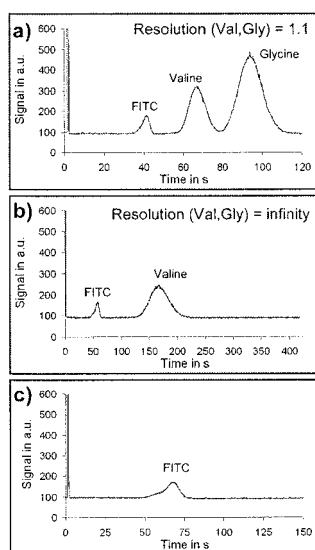 a) Resolution (Val,Gly) = 1.1
600
500
400
300
200
100
0
Signal in a.u.
FITC
Valine
Glycine
0 20 40 60 80 100 120
Time in s
b) Resolution (Val,Gly) = infinity
600
500
400
300
200
100
0
Signal in a.u.
FITC
Valine
0 50 100 150 200 250 300 350 400
Time in s
c)
600
500
400
300
200
100
0
Signal in a.u.
FITC
0 25 50 75 100 125 150
Time in s